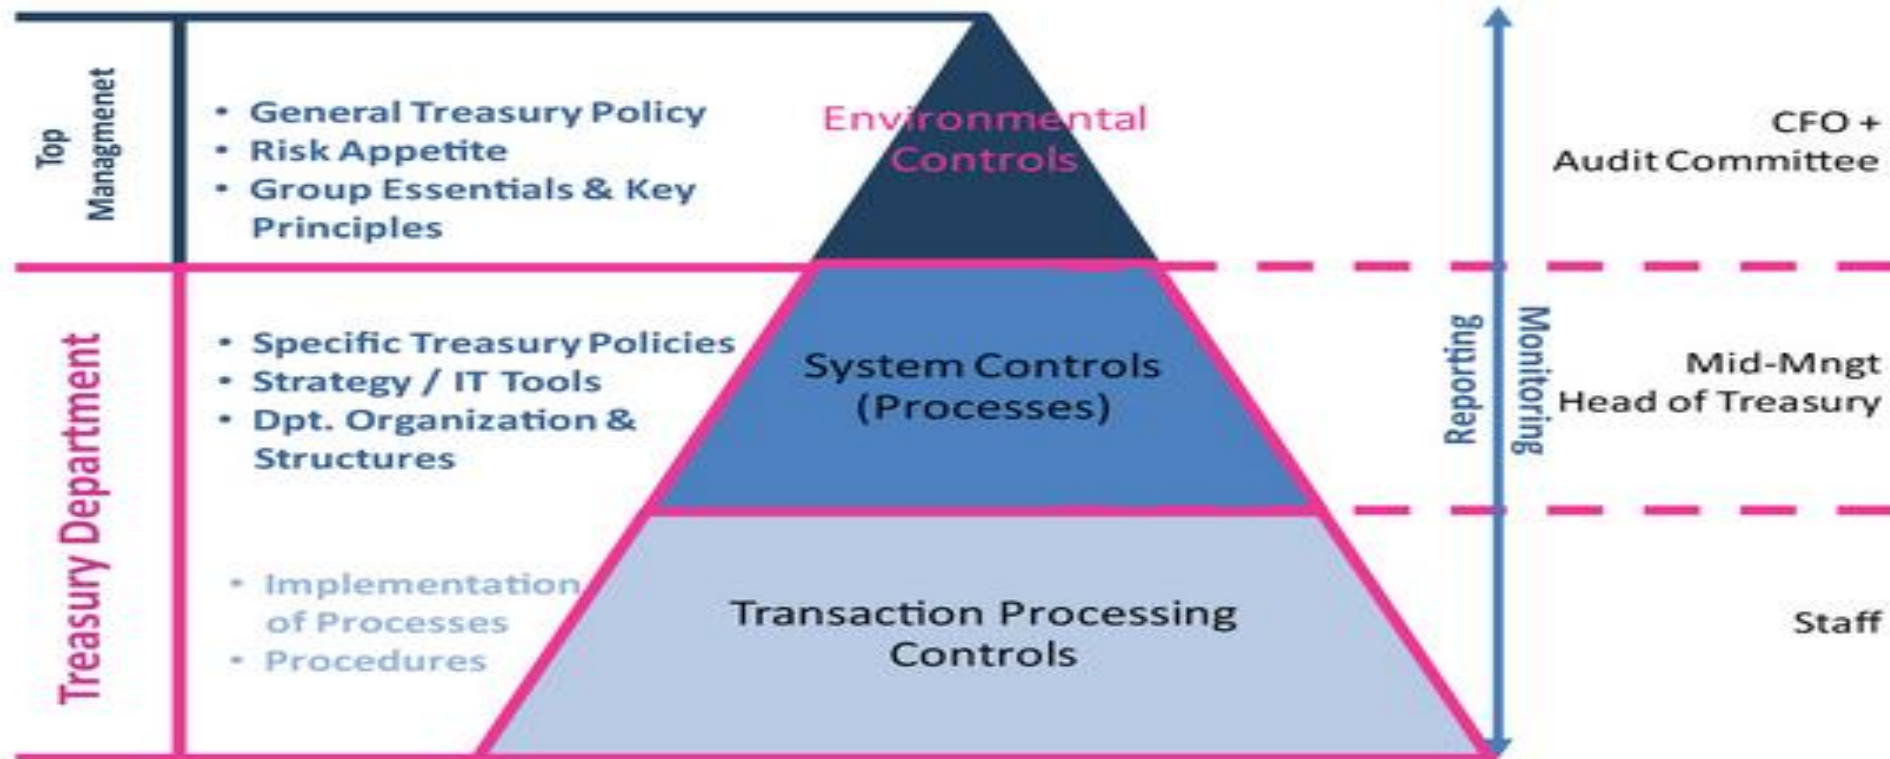 Top
Managmenet
• General Treasury Policy
• Risk Appetite
• Group Essentials & Key
Principles
Environmental
Controls
CFO +
Audit Committee
Treasury Department
• Specific Treasury Policies
• Strategy / IT Tools
• Dpt. Organization &
Structures
System Controls
(Processes)
Reporting
Monitoring
Mid-Mngt
Head of Treasury
• Implementation
of Processes
• Procedures
Transaction Processing
Controls
Staff